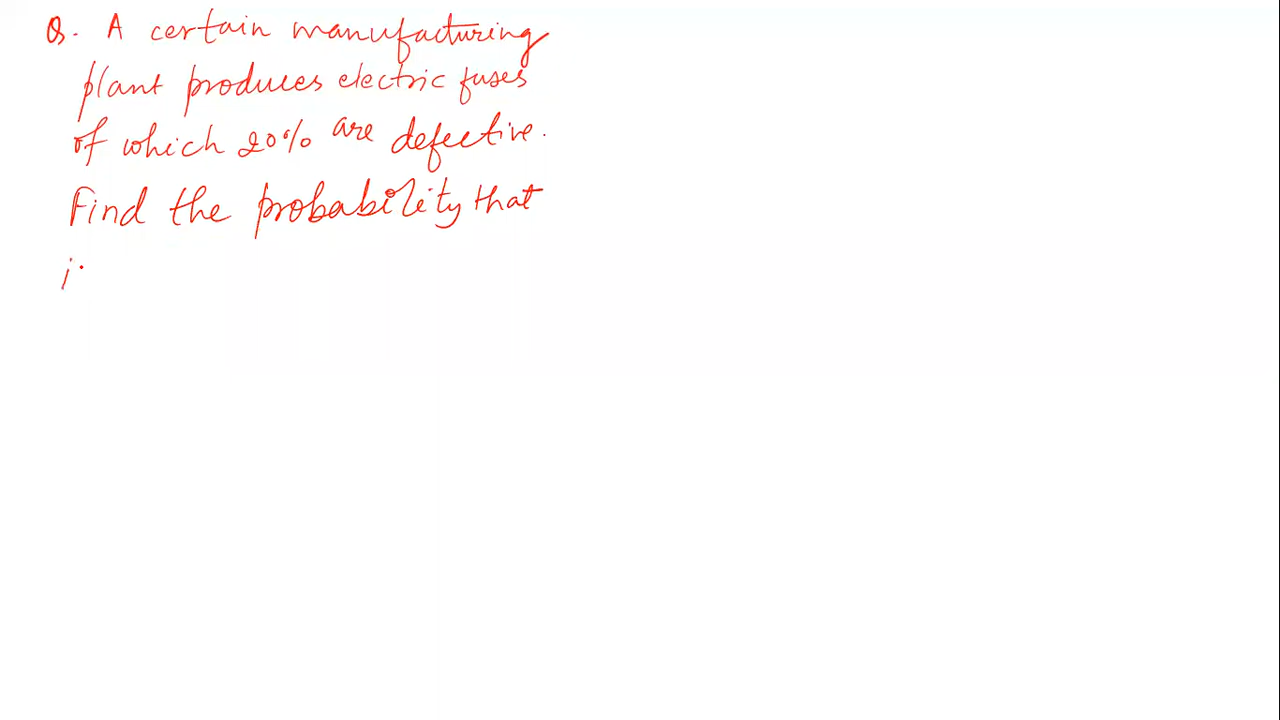 Q. A certain manufacturing
plant produces electric fuses
of which 20% are defective.
Find the probability that